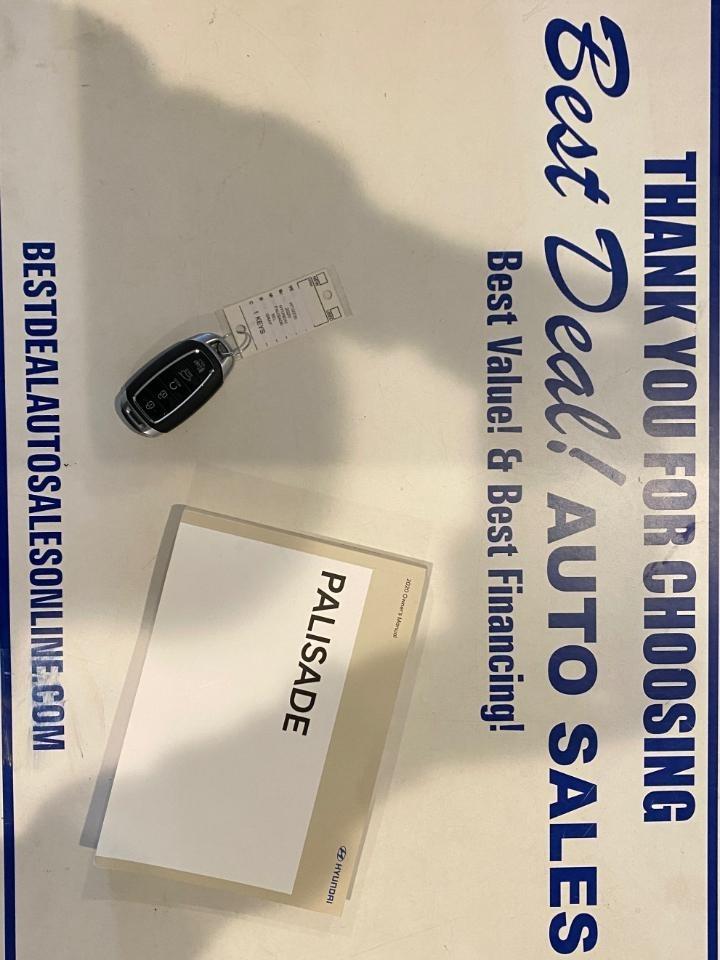 THANK YOU FOR CHOOSING
Best Deal! AUTO SALES
Best Value! & Best Financing!
1 KEYS
2020 Owner's Manual
PALISADE
HYUNDAI
BESTDEALAUTOSALESONLINE.COM